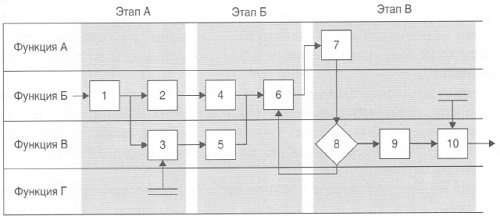 Этап А Этап Б Этап В
Функция А 7
Функция Б 1 2 4 6
Функция В 3 5 8 9 10
Функция Г